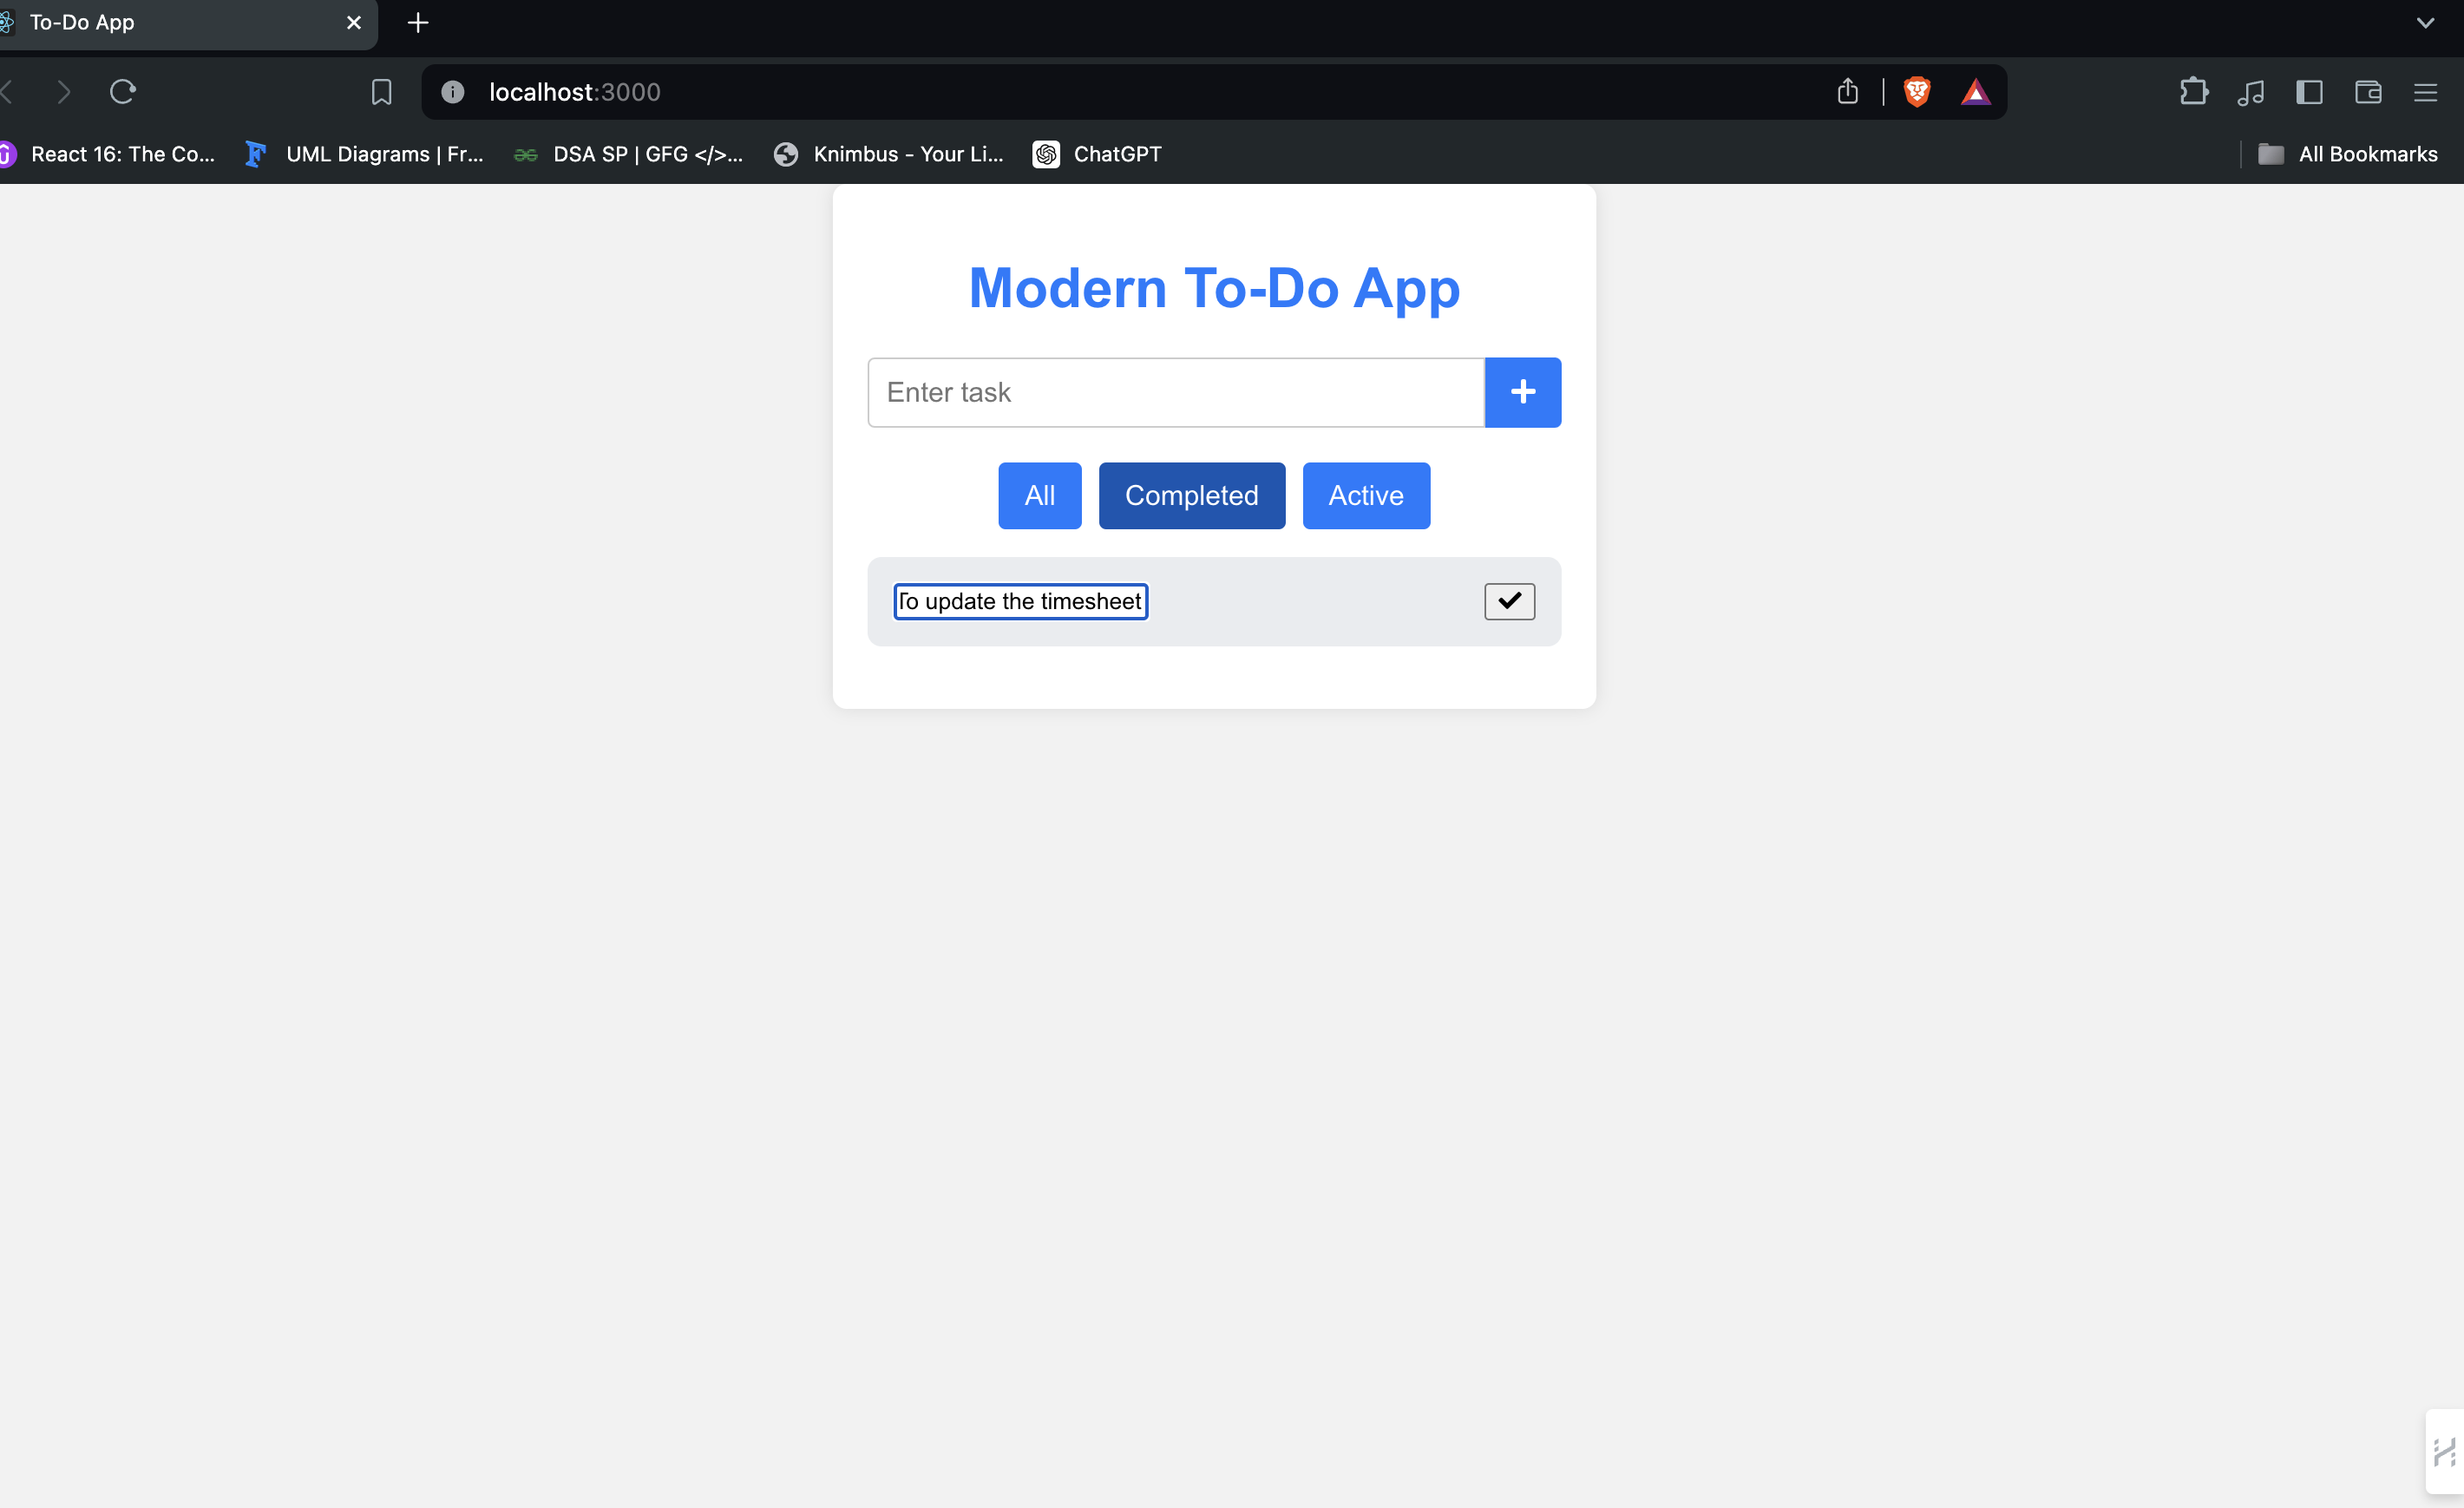 To-Do App
localhost:3000
React 16: The Co... UML Diagrams | Fr... DSA SP | GFG </>... Knimbus - Your Li... ChatGPT All Bookmarks
Modern To-Do App
Enter task
All Completed Active
To update the timesheet